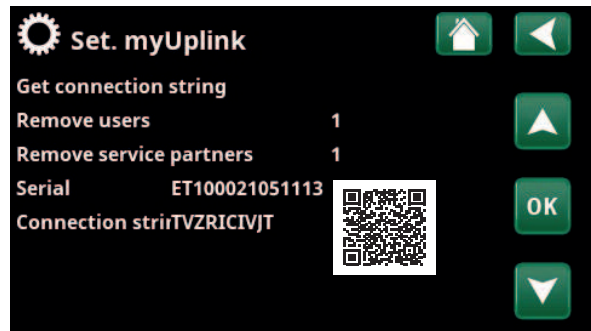 Set. myUplink
Get connection string
Remove users 1
Remove service partners 1
Serial ET100021051113
Connection strirTVZRICIVJT
OK